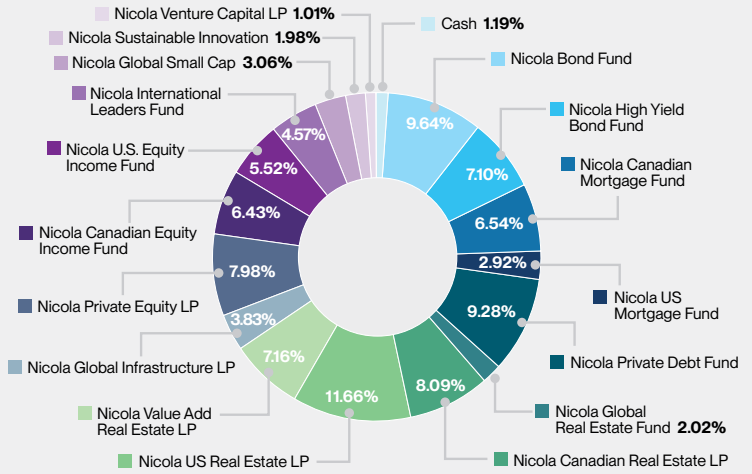 Nicola Venture Capital LP 1.01%
Cash 1.19%
Nicola Sustainable Innovation 1.98%
Nicola Global Small Cap 3.06%
Nicola Bond Fund
Nicola International
Leaders Fund
Nicola High Yield
Bond Fund
Nicola U.S. Equity
Income Fund
Nicola Canadian
Mortgage Fund
Nicola Canadian Equity
Income Fund
Nicola US
Mortgage Fund
Nicola Private Equity LP
Nicola Private Debt Fund
Nicola Global Infrastructure LP
Nicola Global
Real Estate Fund 2.02%
Nicola Value Add
Real Estate LP
Nicola US Real Estate LP
Nicola Canadian Real Estate LP
9.64%
7.10%
6.54%
2.92%
9.28%
8.09%
11.66%
7.16%
3.83%
7.98%
6.43%
5.52%
4.57%